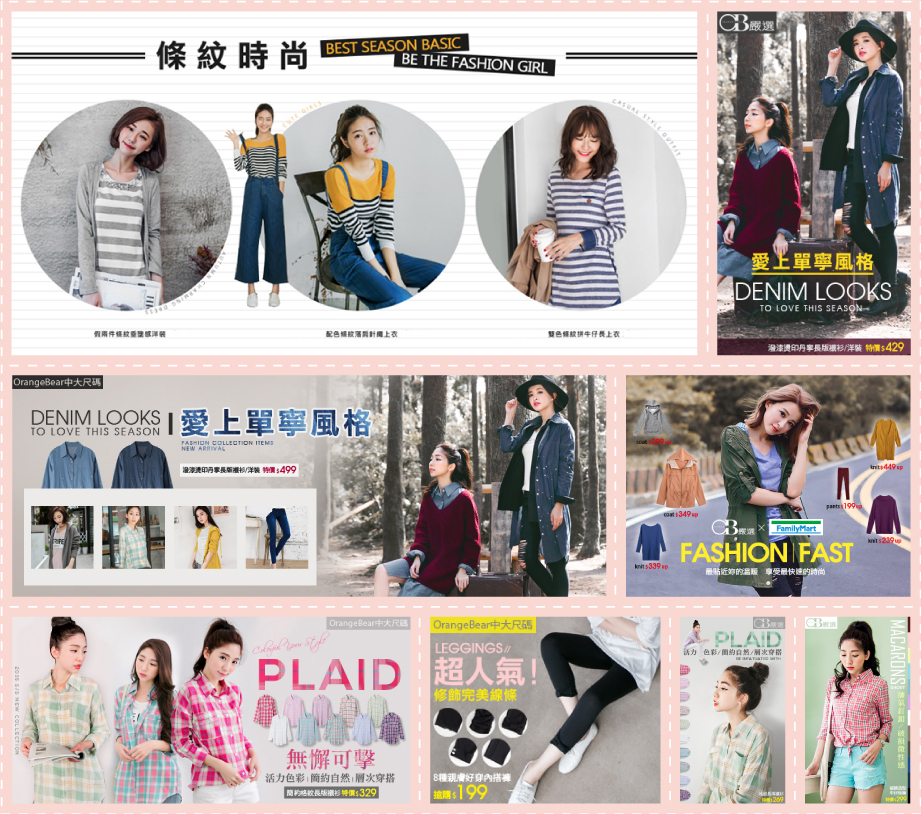 條紋時尚
BEST SEASON BASIC
BE THE FASHION GIRL
CUTE GIRLS
CASUAL STYLE OUTFIT
假兩件條紋垂墜感洋裝
配色條紋落肩針織上衣
雙色條紋拼牛仔長上衣
OB嚴選
愛上單寧風格
DENIM LOOKS
TO LOVE THIS SEASON
潑漆燙印丹寧長版襯衫/洋裝 特價$429
OrangeBear中大尺碼
DENIM LOOKS
TO LOVE THIS SEASON
愛上單寧風格
FASHION COLLECTION ITEMS
NEW ARRIVAL
潑漆燙印丹寧長版襯衫/洋裝 特價$499
coat
coat $349 up
knit $339 up
knit $449 up
pants $199 up
knit $239 up
OB嚴選 × FamilyMart
FASHION FAST
最貼近妳的溫暖 享受最快速的時尚
OrangeBear中大尺碼
PLAID
無懈可擊
活力色彩|簡約自然|層次穿搭
簡約格紋長版襯衫 特價$329
OrangeBear中大尺碼
LEGGINGS//
超人氣!
修飾完美線條
8種親膚好穿內搭褲
搶購$199
OB嚴選
PLAID
活力 色彩/簡約自然/層次穿搭
特價$269
OB嚴選
MACARONS
特價$299